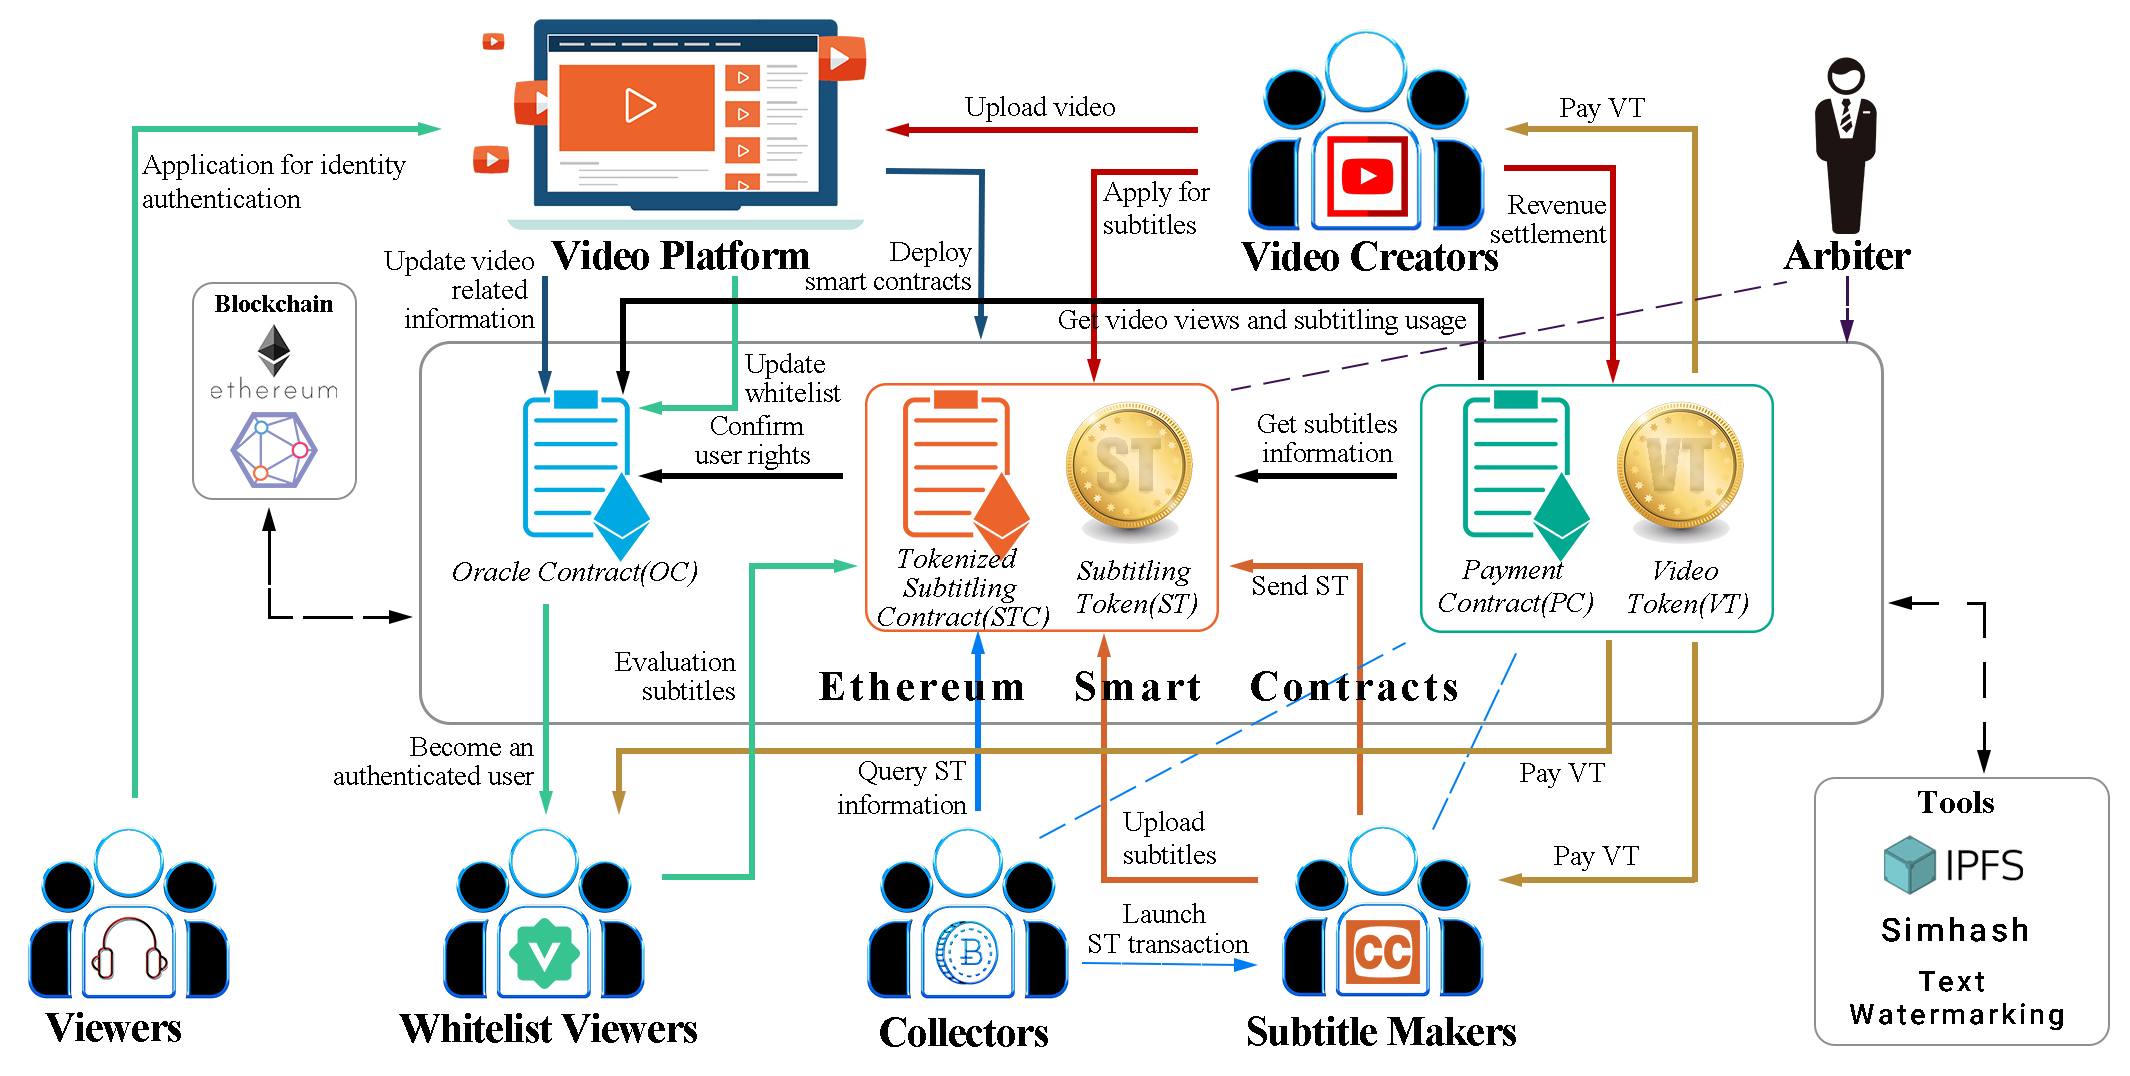 Upload video
Pay VT
Application for identity
authentication
Apply for
subtitles
Revenue
settlement
Video Platform
Video Creators
Arbiter
Update video
related
information
Deploy
smart contracts
Blockchain
ethereum
Get video views and subtitling usage
Update
whitelist
Confirm
user rights
Get subtitles
information
ST
VT
Oracle Contract(OC)
Tokenized
Subtitling
Contract(STC)
Subtitling
Token(ST)
Send ST
Payment
Contract(PC)
Video
Token(VT)
Evaluation
subtitles
Ethereum Smart Contracts
Become an
authenticated user
Query ST
information
Pay VT
Upload
subtitles
Pay VT
Launch
ST transaction
Tools
IPFS
Simhash
Text
Watermarking
V
B
CC
Viewers
Whitelist Viewers
Collectors
Subtitle Makers